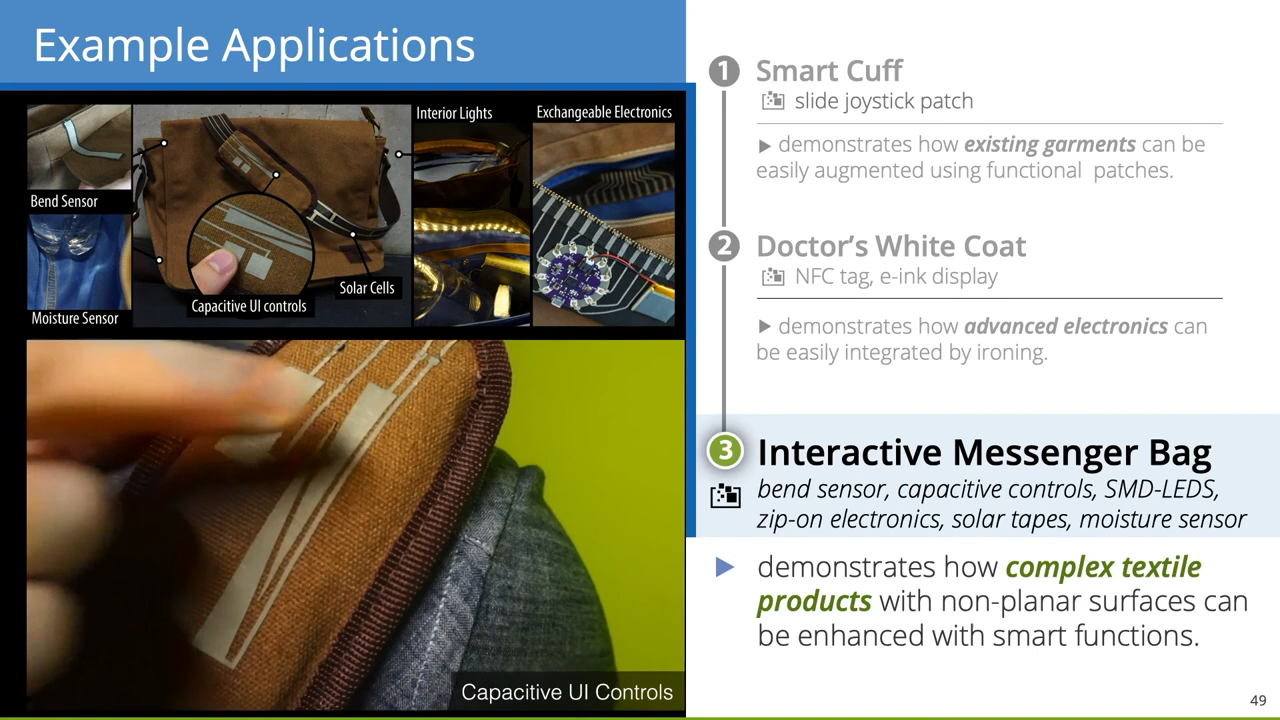 Example Applications
Bend Sensor
Moisture Sensor
Capacitive UI controls
Solar Cells
Interior Lights
Exchangeable Electronics
Capacitive UI Controls
1 Smart Cuff
slide joystick patch
▶ demonstrates how existing garments can be
easily augmented using functional patches.
2 Doctor’s White Coat
NFC tag, e-ink display
▶ demonstrates how advanced electronics can
be easily integrated by ironing.
3 Interactive Messenger Bag
bend sensor, capacitive controls, SMD-LEDS,
zip-on electronics, solar tapes, moisture sensor
▶ demonstrates how complex textile
products with non-planar surfaces can
be enhanced with smart functions.
49